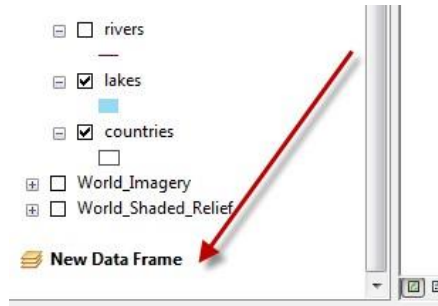 rivers
lakes
countries
World_Imagery
World_Shaded_Relief
New Data Frame